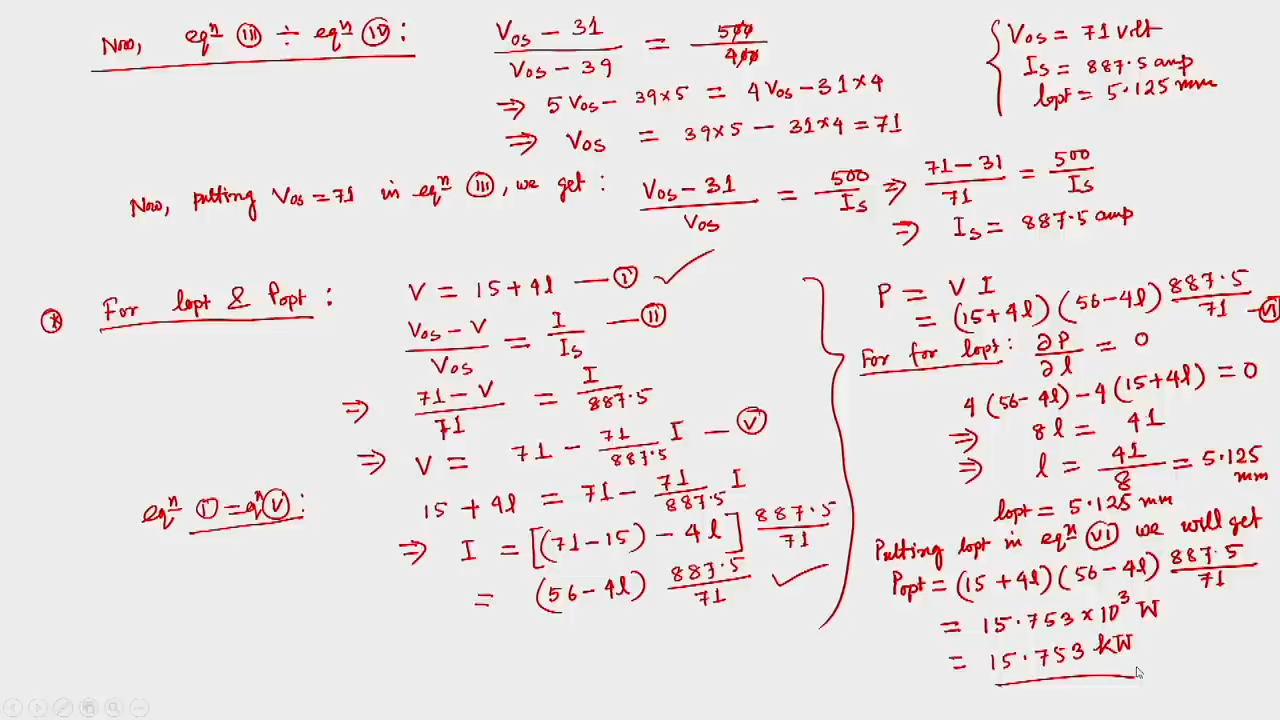 Now, eqⁿ (iii) ÷ eqⁿ (iv) :
(Vos − 31)/(Vos − 39) = 500/400
⇒ 5Vos − 39×5 = 4Vos − 31×4
⇒ Vos = 39×5 − 31×4 = 71
Vos = 71 volt
Is = 887.5 amp
lopt = 5.125 mm
Now, putting Vos = 71 in eqⁿ (iii), we get :
(Vos − 31)/Vos = 500/Is ⇒ (71 − 31)/71 = 500/Is
⇒ Is = 887.5 amp
(*) For lopt & Popt :
V = 15 + 4l — (i) ✓
(Vos − V)/Vos = I/Is — (ii)
⇒ (71 − V)/71 = I/887.5
⇒ V = 71 − 71/887.5 I — (v)
eqⁿ (i) = eqⁿ (v) :
15 + 4l = 71 − 71/887.5 I
⇒ I = [(71−15) − 4l] 887.5/71
= (56 − 4l) 887.5/71 ✓
P = V I
= (15+4l) (56−4l) 887.5/71 — (vi)
For for lopt : ∂P/∂l = 0
4(56−4l) − 4(15+4l) = 0
⇒ 8l = 41
⇒ l = 41/8 = 5.125 mm
lopt = 5.125 mm
Putting lopt in eqⁿ (vi) we will get
Popt = (15+4l)(56−4l) 887.5/71
= 15.753 × 10³ W
= 15.753 kW